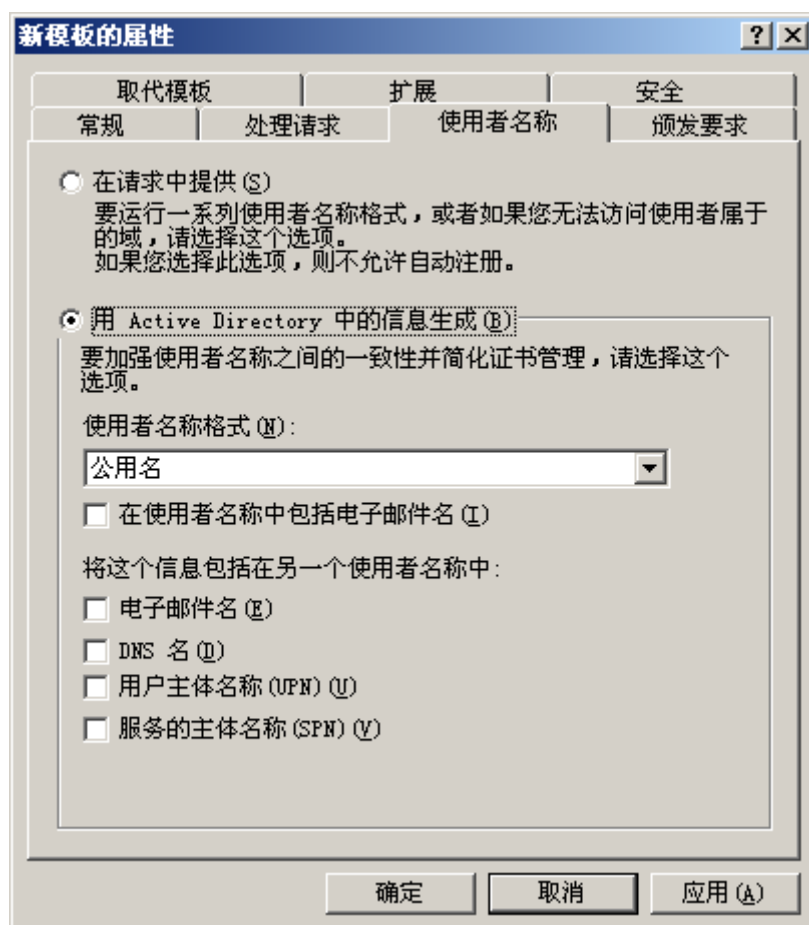 新模板的属性
取代模板 扩展 安全
常规 处理请求 使用者名称 颁发要求
在请求中提供(S)
要运行一系列使用者名称格式，或者如果您无法访问使用者属于
的域，请选择这个选项。
如果您选择此选项，则不允许自动注册。
用 Active Directory 中的信息生成(B)
要加强使用者名称之间的一致性并简化证书管理，请选择这个
选项。
使用者名称格式(N):
公用名
在使用者名称中包括电子邮件名(I)
将这个信息包括在另一个使用者名称中:
电子邮件名(E)
DNS 名(D)
用户主体名称(UPN)(U)
服务的主体名称(SPN)(V)
确定 取消 应用(A)